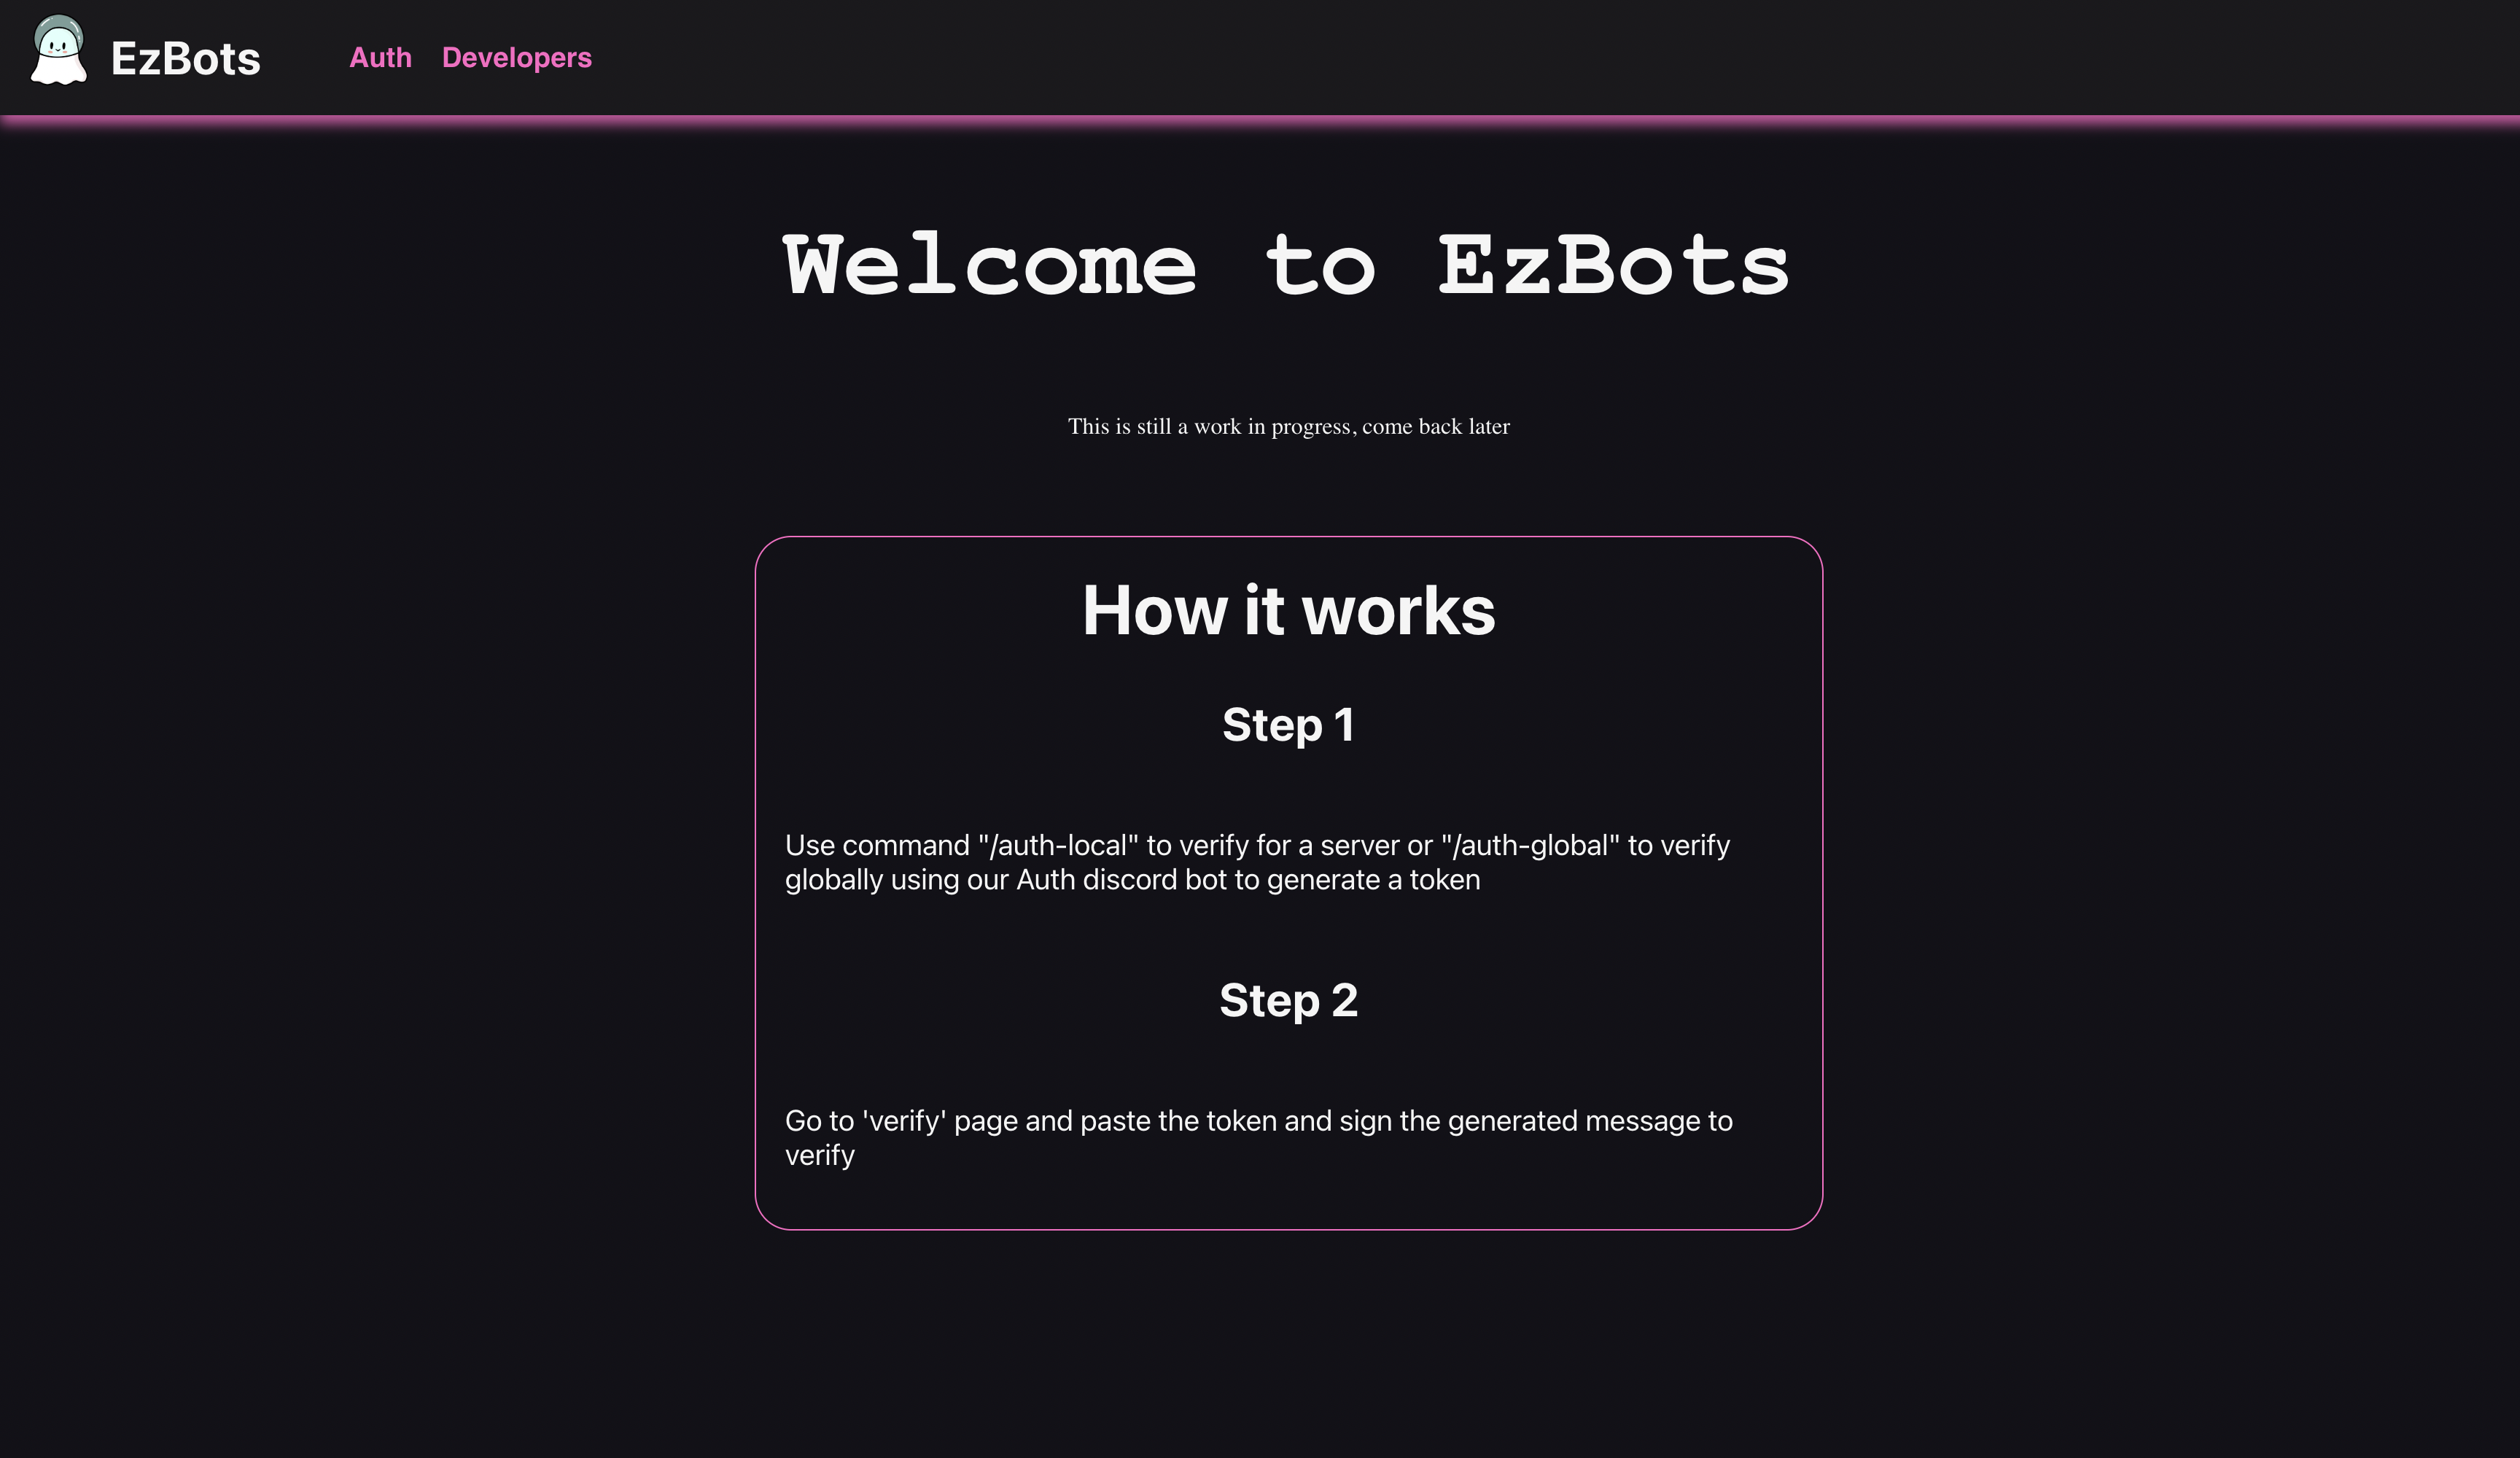 EzBots
Auth
Developers
Welcome to EzBots
This is still a work in progress, come back later
How it works
Step 1
Use command "/auth-local" to verify for a server or "/auth-global" to verify
globally using our Auth discord bot to generate a token
Step 2
Go to 'verify' page and paste the token and sign the generated message to
verify